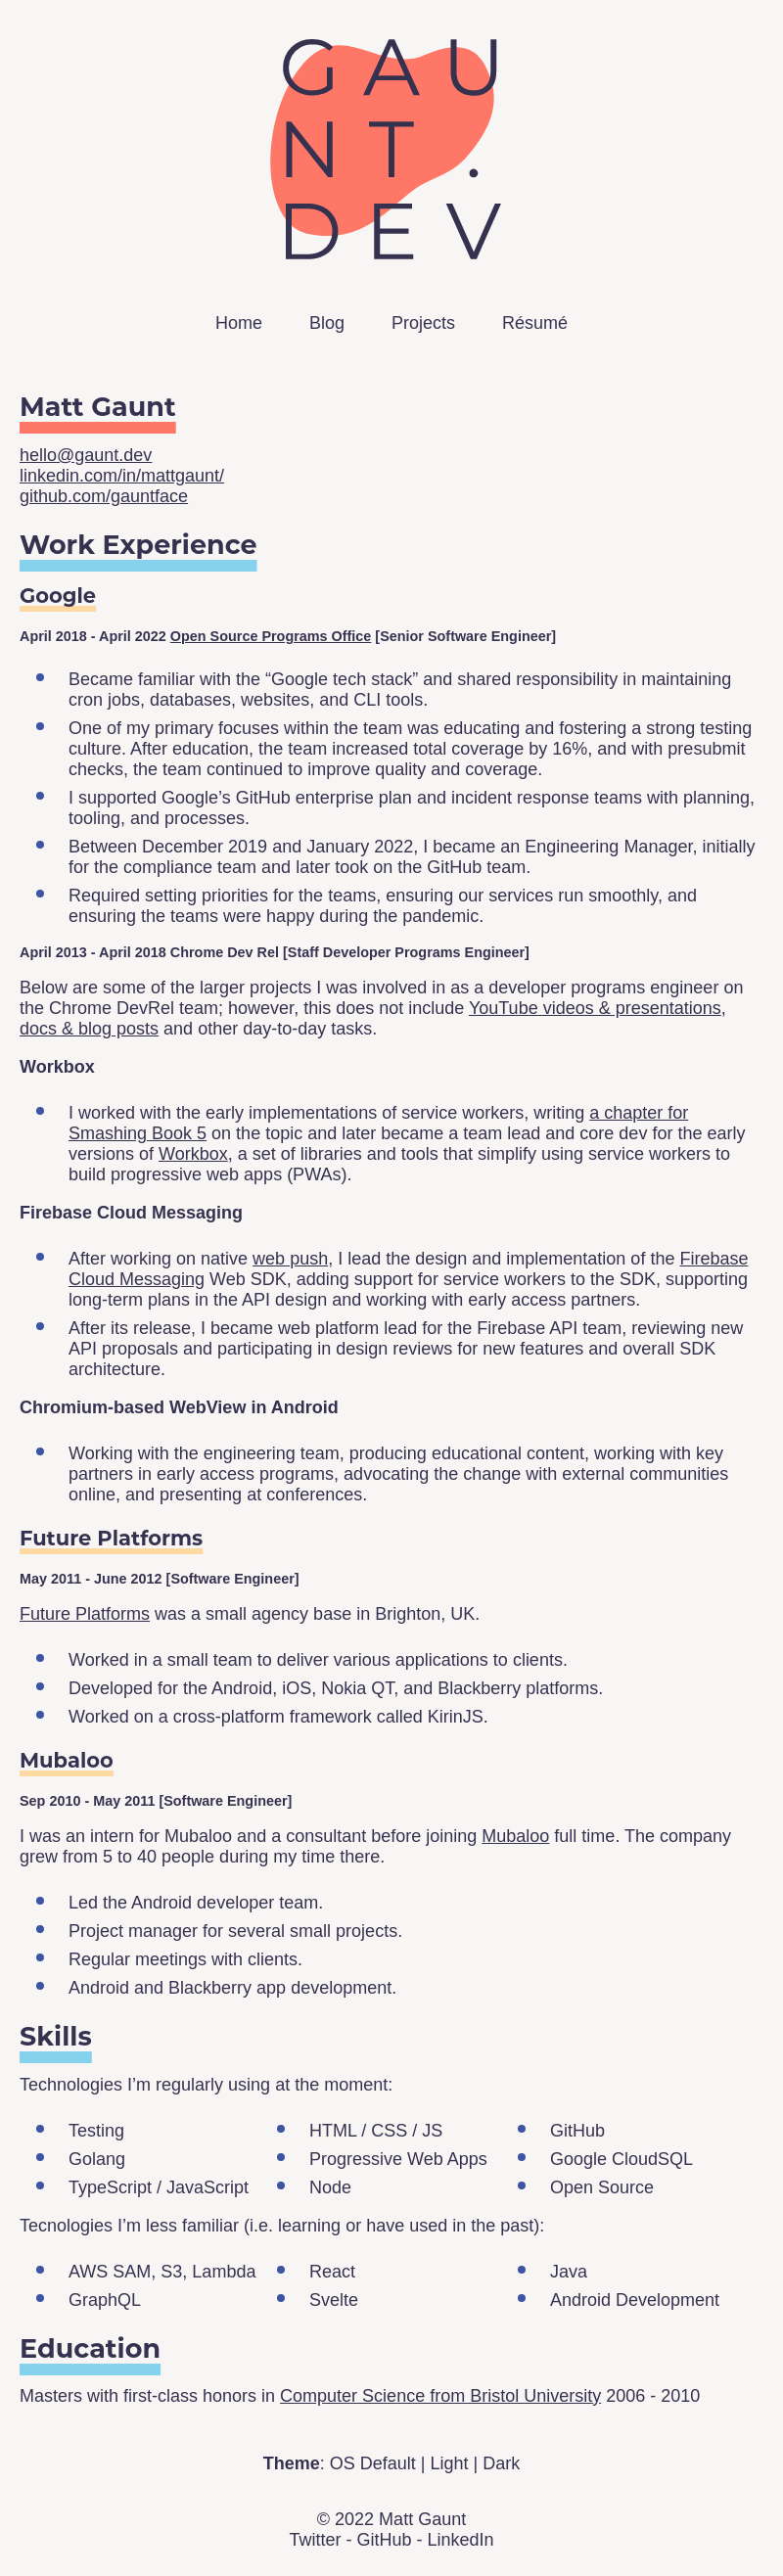 GAU
NT.
DEV
Home Blog Projects Résumé
Matt Gaunt
hello@gaunt.dev
linkedin.com/in/mattgaunt/
github.com/gauntface
Work Experience
Google
April 2018 - April 2022 Open Source Programs Office [Senior Software Engineer]
Became familiar with the “Google tech stack” and shared responsibility in maintaining
cron jobs, databases, websites, and CLI tools.
One of my primary focuses within the team was educating and fostering a strong testing
culture. After education, the team increased total coverage by 16%, and with presubmit
checks, the team continued to improve quality and coverage.
I supported Google’s GitHub enterprise plan and incident response teams with planning,
tooling, and processes.
Between December 2019 and January 2022, I became an Engineering Manager, initially
for the compliance team and later took on the GitHub team.
Required setting priorities for the teams, ensuring our services run smoothly, and
ensuring the teams were happy during the pandemic.
April 2013 - April 2018 Chrome Dev Rel [Staff Developer Programs Engineer]
Below are some of the larger projects I was involved in as a developer programs engineer on
the Chrome DevRel team; however, this does not include YouTube videos & presentations,
docs & blog posts and other day-to-day tasks.
Workbox
I worked with the early implementations of service workers, writing a chapter for
Smashing Book 5 on the topic and later became a team lead and core dev for the early
versions of Workbox, a set of libraries and tools that simplify using service workers to
build progressive web apps (PWAs).
Firebase Cloud Messaging
After working on native web push, I lead the design and implementation of the Firebase
Cloud Messaging Web SDK, adding support for service workers to the SDK, supporting
long-term plans in the API design and working with early access partners.
After its release, I became web platform lead for the Firebase API team, reviewing new
API proposals and participating in design reviews for new features and overall SDK
architecture.
Chromium-based WebView in Android
Working with the engineering team, producing educational content, working with key
partners in early access programs, advocating the change with external communities
online, and presenting at conferences.
Future Platforms
May 2011 - June 2012 [Software Engineer]
Future Platforms was a small agency base in Brighton, UK.
Worked in a small team to deliver various applications to clients.
Developed for the Android, iOS, Nokia QT, and Blackberry platforms.
Worked on a cross-platform framework called KirinJS.
Mubaloo
Sep 2010 - May 2011 [Software Engineer]
I was an intern for Mubaloo and a consultant before joining Mubaloo full time. The company
grew from 5 to 40 people during my time there.
Led the Android developer team.
Project manager for several small projects.
Regular meetings with clients.
Android and Blackberry app development.
Skills
Technologies I’m regularly using at the moment:
Testing HTML / CSS / JS GitHub
Golang Progressive Web Apps Google CloudSQL
TypeScript / JavaScript Node Open Source
Tecnologies I’m less familiar (i.e. learning or have used in the past):
AWS SAM, S3, Lambda React Java
GraphQL Svelte Android Development
Education
Masters with first-class honors in Computer Science from Bristol University 2006 - 2010
Theme: OS Default | Light | Dark
© 2022 Matt Gaunt
Twitter - GitHub - LinkedIn